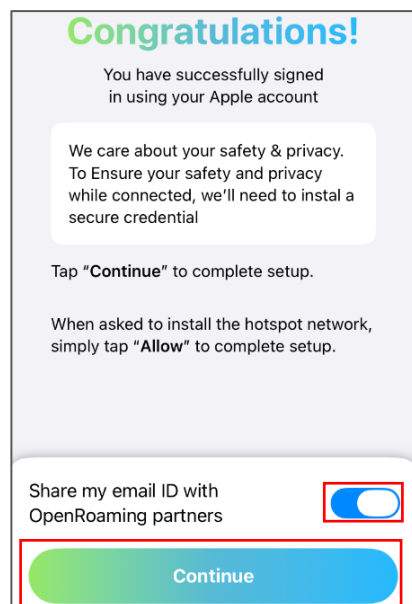 Congratulations!
You have successfully signed
in using your Apple account
We care about your safety & privacy.
To Ensure your safety and privacy
while connected, we’ll need to instal a
secure credential
Tap “Continue” to complete setup.
When asked to install the hotspot network,
simply tap “Allow” to complete setup.
Share my email ID with
OpenRoaming partners
Continue